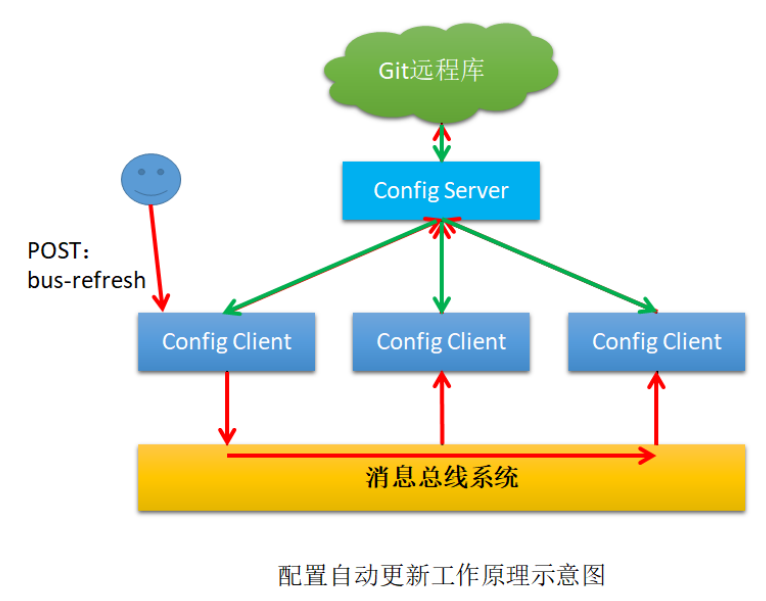 Git远程库
Config Server
POST：
bus-refresh
Config Client
Config Client
Config Client
消息总线系统
配置自动更新工作原理示意图